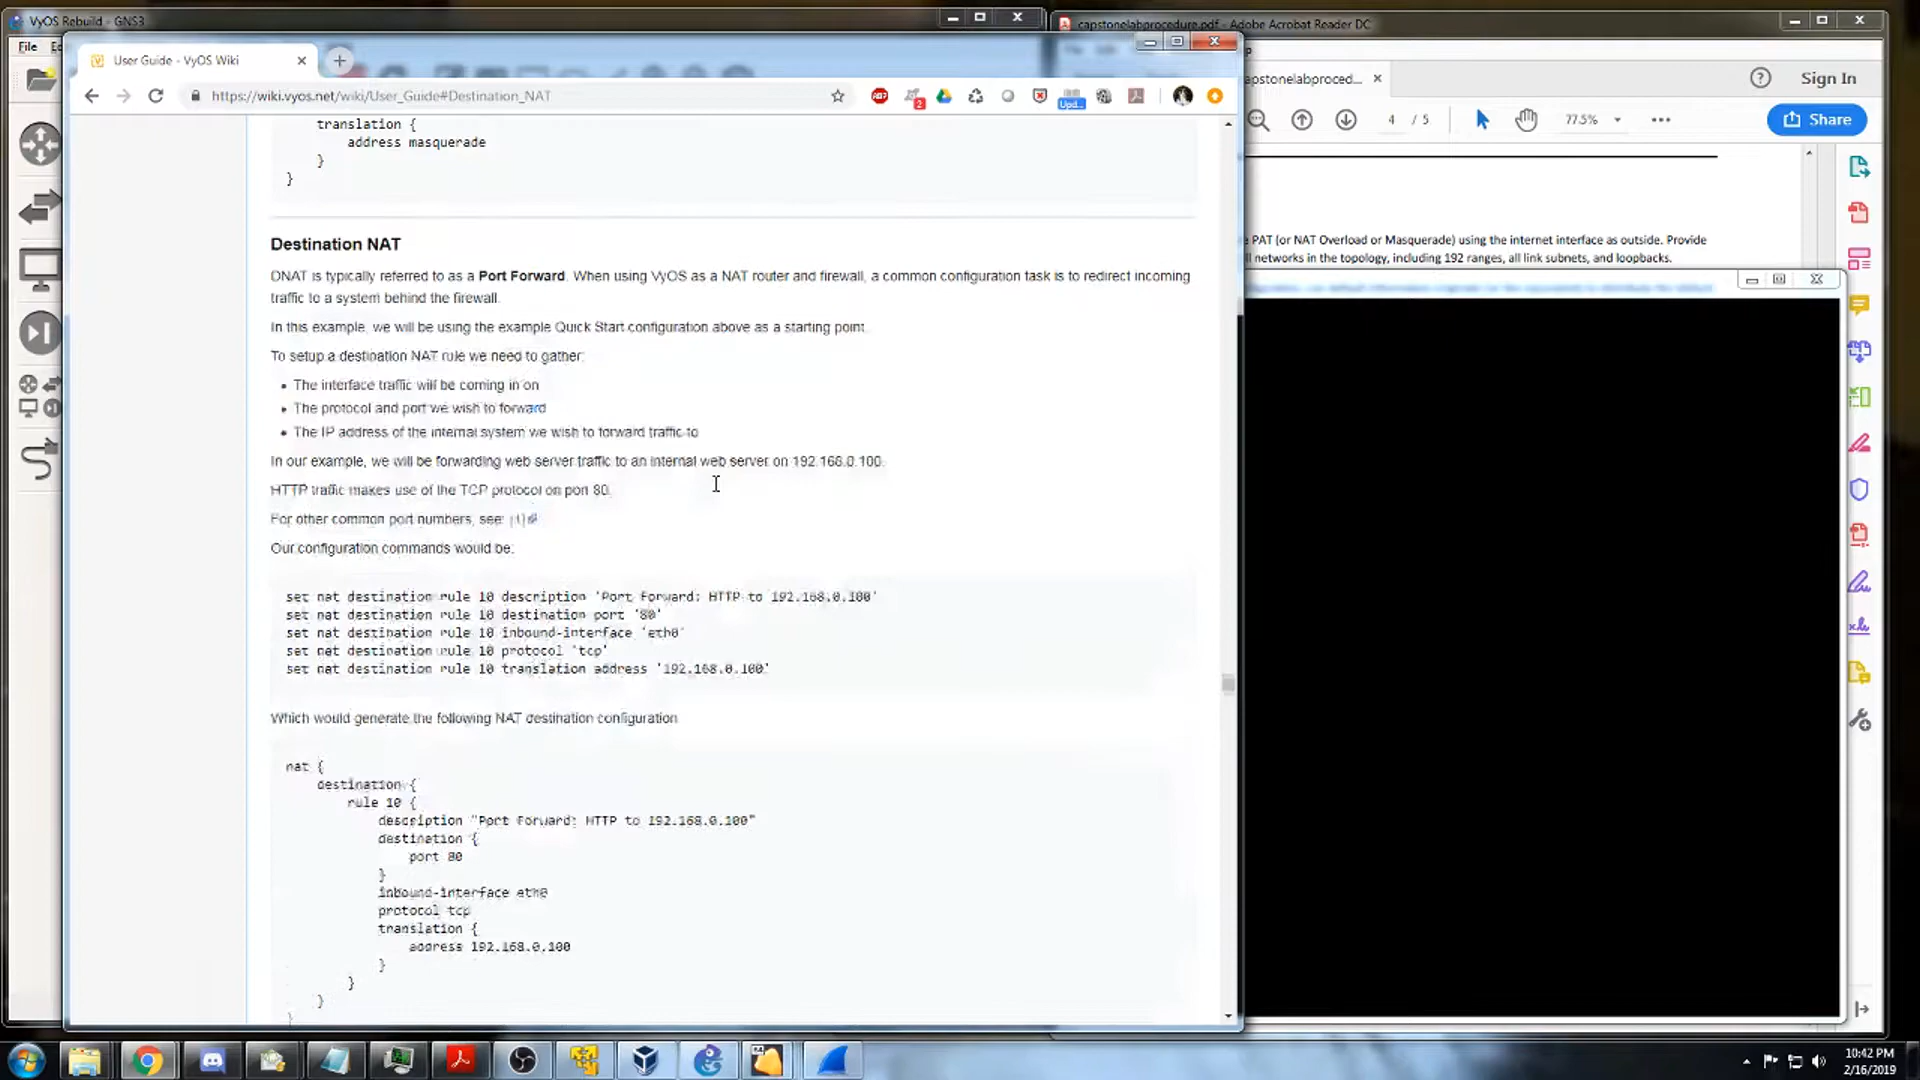 VyOS Rebuild - GNS3
capstonelabprocedure.pdf - Adobe Acrobat Reader DC
File
User Guide - VyOS Wiki
apstonelabproced...
Sign In
https://wiki.vyos.net/wiki/User_Guide#Destination_NAT
2
Upd...
4 / 5
77.5%
Share
translation {
address masquerade
}
}
Destination NAT
DNAT is typically referred to as a Port Forward. When using VyOS as a NAT router and firewall, a common configuration task is to redirect incoming
traffic to a system behind the firewall.
In this example, we will be using the example Quick Start configuration above as a starting point.
To setup a destination NAT rule we need to gather:
The interface traffic will be coming in on
The protocol and port we wish to forward
The IP address of the internal system we wish to forward traffic to
In our example, we will be forwarding web server traffic to an internal web server on 192.168.0.100.
HTTP traffic makes use of the TCP protocol on port 80.
For other common port numbers, see: [1]
Our configuration commands would be:
set nat destination rule 10 description 'Port Forward: HTTP to 192.168.0.100'
set nat destination rule 10 destination port '80'
set nat destination rule 10 inbound-interface 'eth0'
set nat destination rule 10 protocol 'tcp'
set nat destination rule 10 translation address '192.168.0.100'
Which would generate the following NAT destination configuration
nat {
destination {
rule 10 {
description "Port Forward: HTTP to 192.168.0.100"
destination {
port 80
}
inbound-interface eth0
protocol tcp
translation {
address 192.168.0.100
}
}
}
}
PAT (or NAT Overload or Masquerade) using the internet interface as outside. Provide
ll networks in the topology, including 192 ranges, all link subnets, and loopbacks.
10:42 PM
2/16/2019